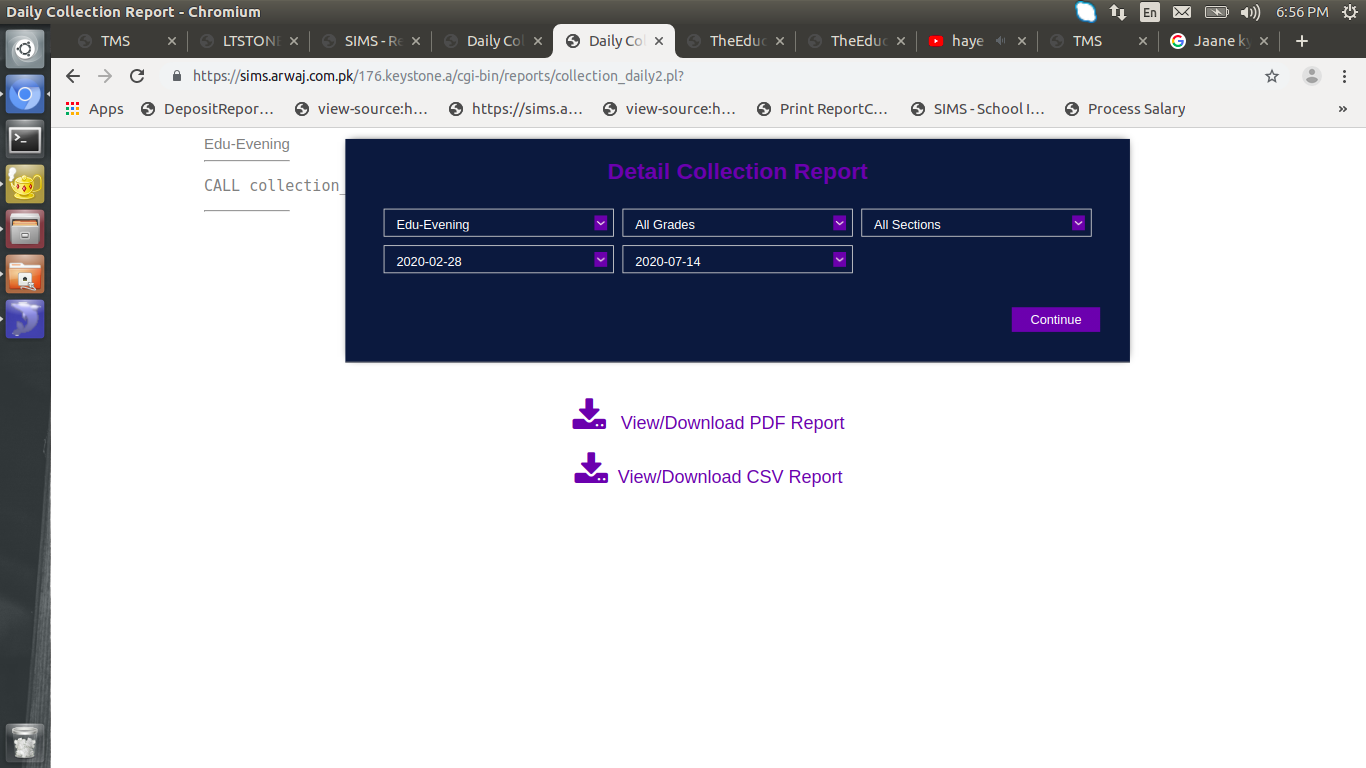 Daily Collection Report - Chromium
En
6:56 PM
TMS
LTSTONE
SIMS - Re
Daily Col
Daily Col
TheEduc
TheEduc
haye
TMS
Jaane ky
https://sims.arwaj.com.pk/176.keystone.a/cgi-bin/reports/collection_daily2.pl?
Apps
DepositRepor...
view-source:h...
https://sims.a...
view-source:h...
Print ReportC...
SIMS - School I...
Process Salary
»
Edu-Evening
CALL collection_
Detail Collection Report
Edu-Evening
All Grades
All Sections
2020-02-28
2020-07-14
Continue
View/Download PDF Report
View/Download CSV Report